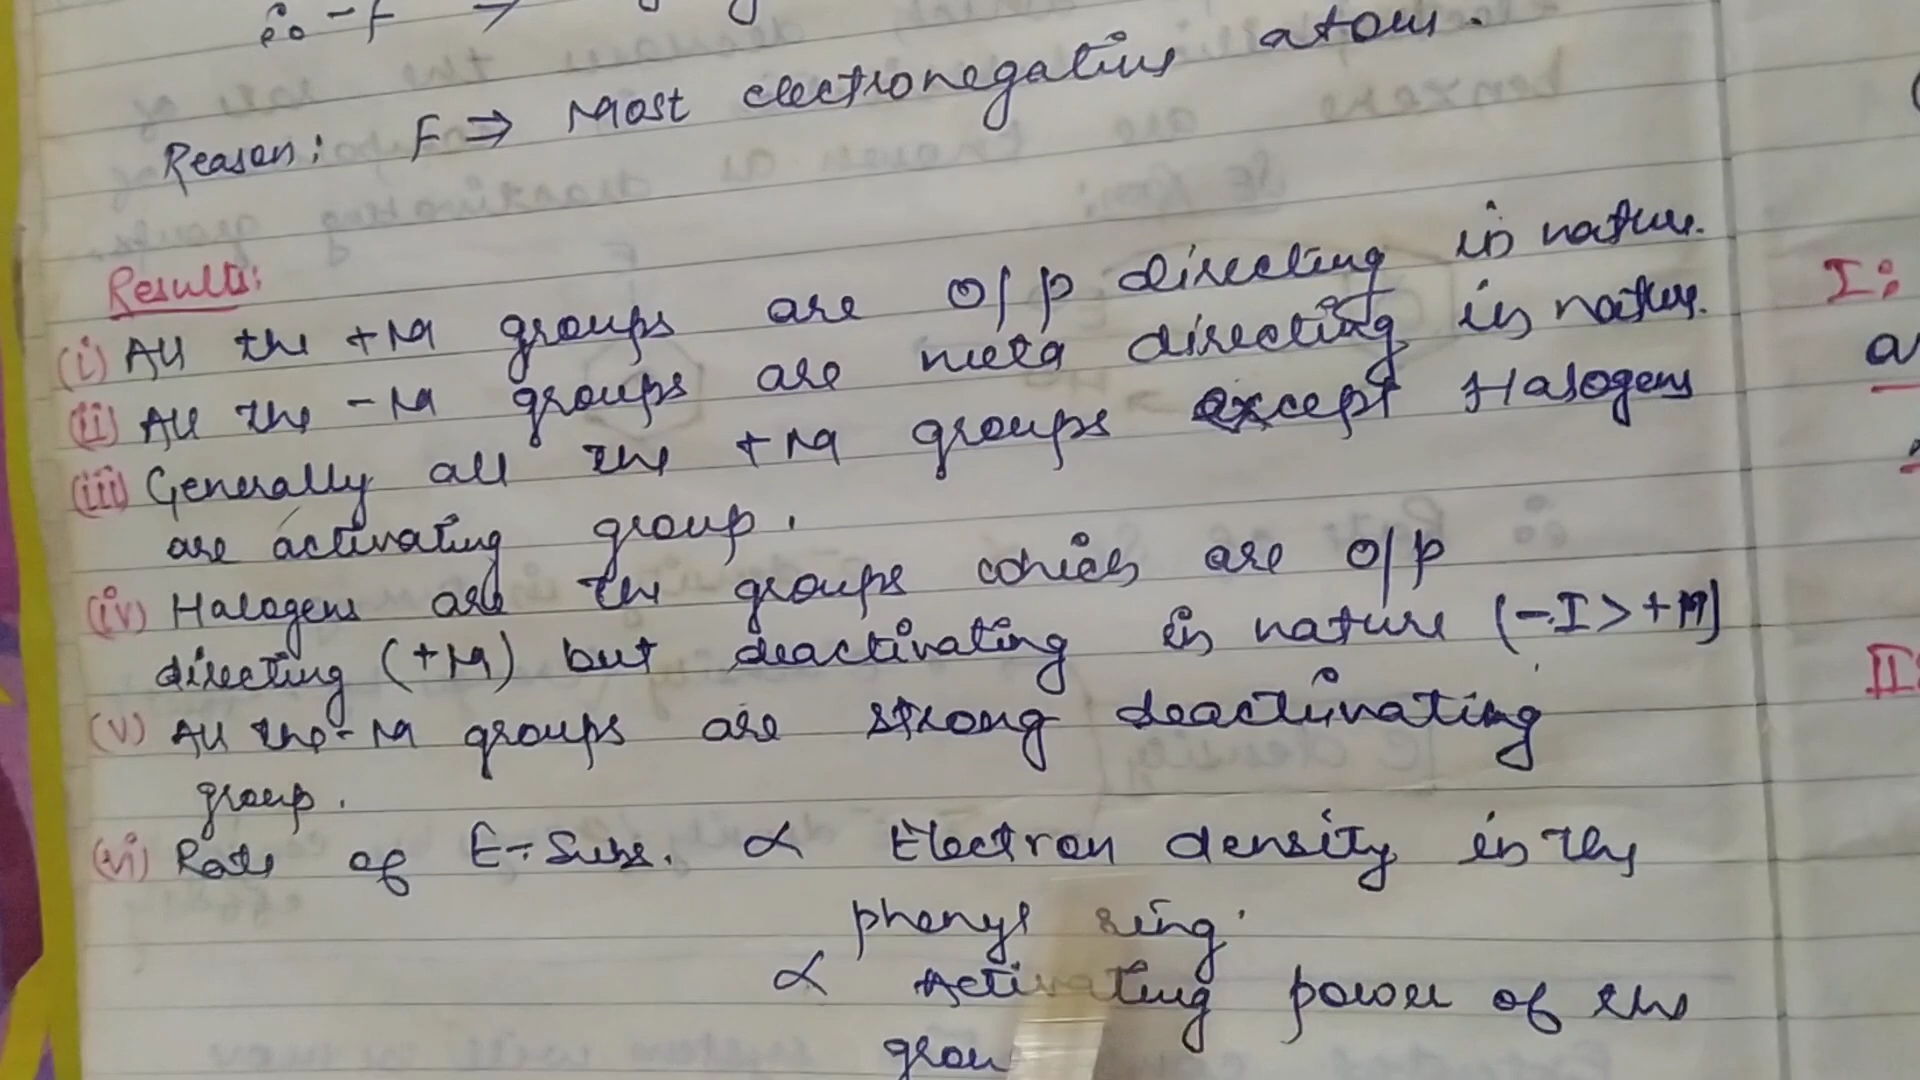 ∴ -F →
Reason: F ⇒ Most electronegative atom.
Results:
(i) All the +M groups are o/p directing in nature.
(ii) All the -M groups are meta directing in nature.
(iii) Generally all the +M groups except Halogens
are activating group.
(iv) Halogens are the groups which are o/p
directing (+M) but deactivating in nature (-I > +M)
(v) All the -M groups are strong deactivating
group.
(vi) Rate of E-Subs. ∝ Electron density in the
phenyl ring.
∝ Activating power of the
grou
I:
a
II: